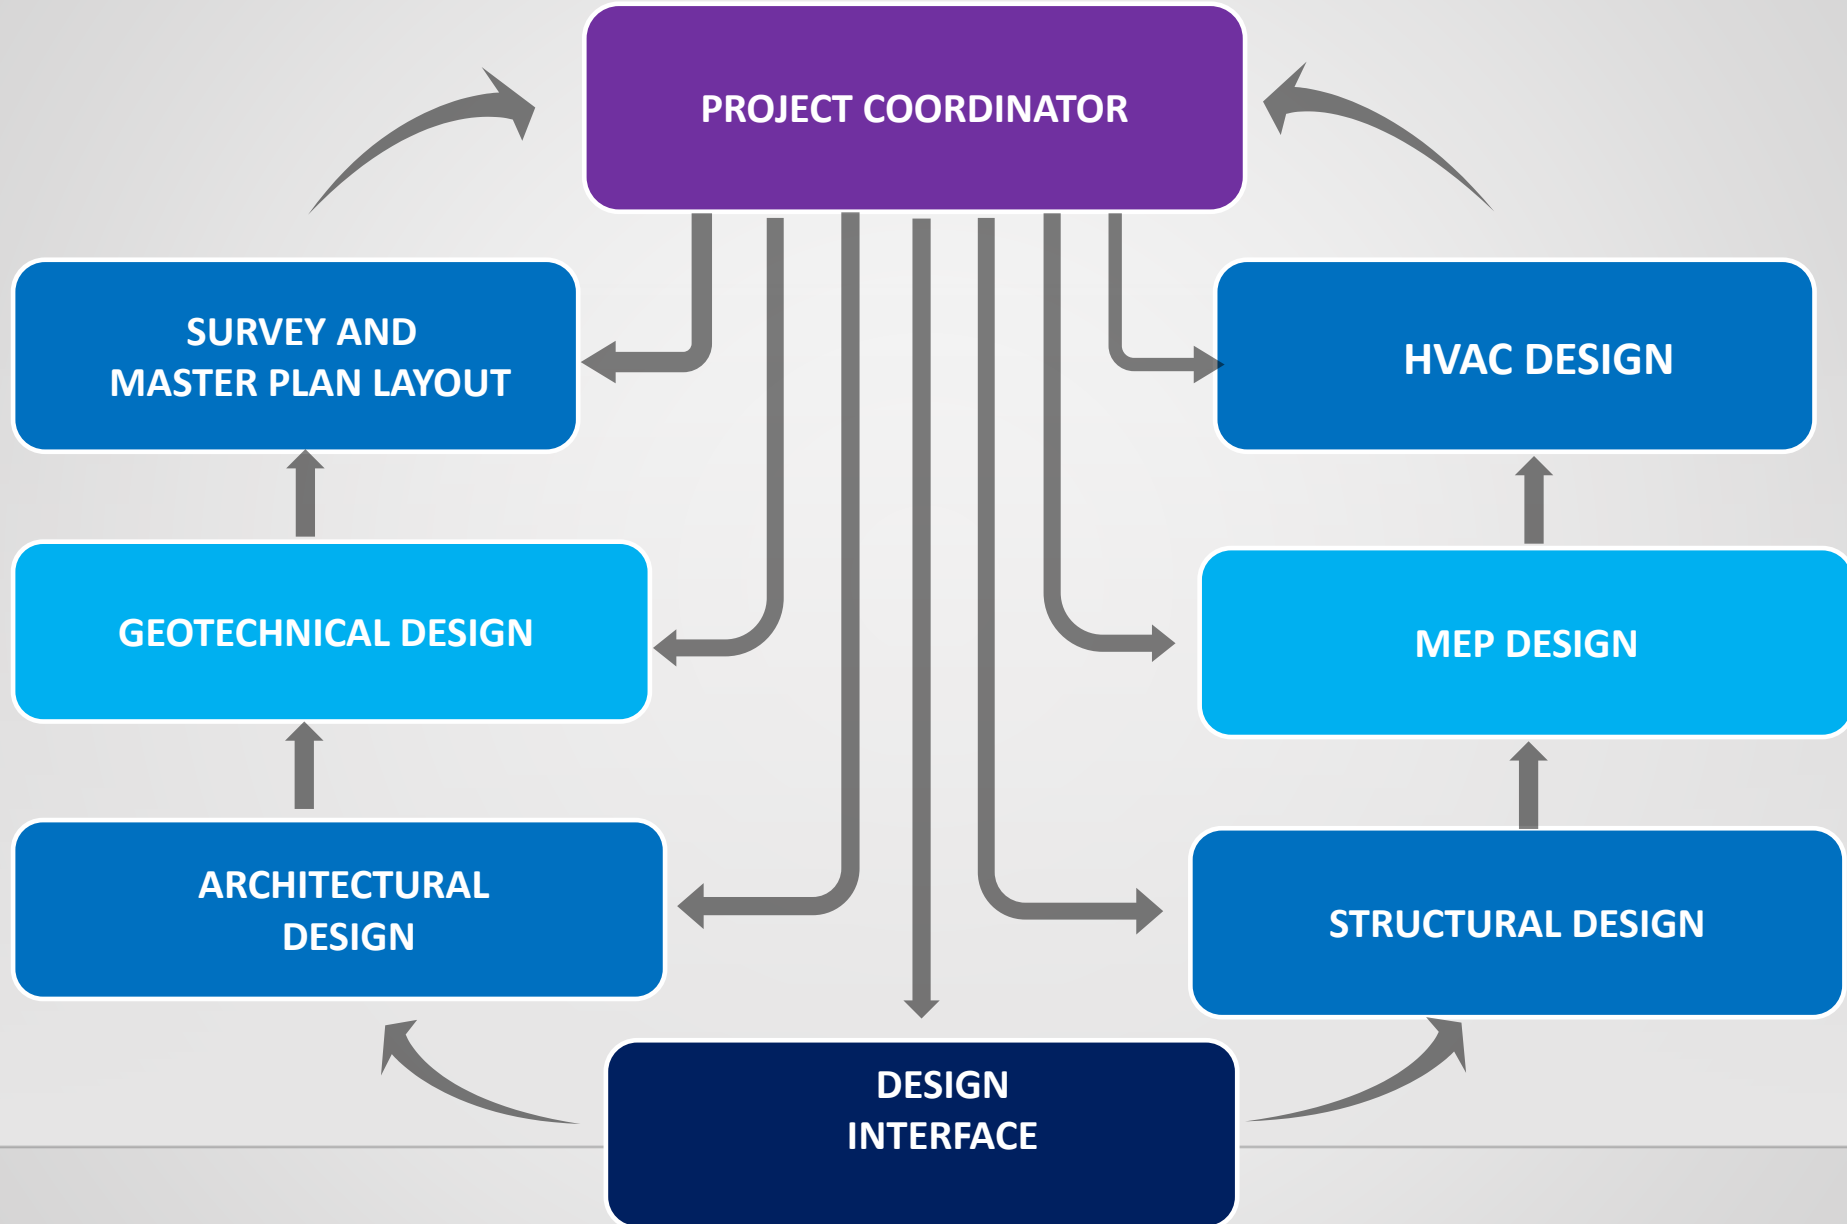 PROJECT COORDINATOR
SURVEY AND
MASTER PLAN LAYOUT
HVAC DESIGN
GEOTECHNICAL DESIGN
MEP DESIGN
ARCHITECTURAL
DESIGN
STRUCTURAL DESIGN
DESIGN
INTERFACE